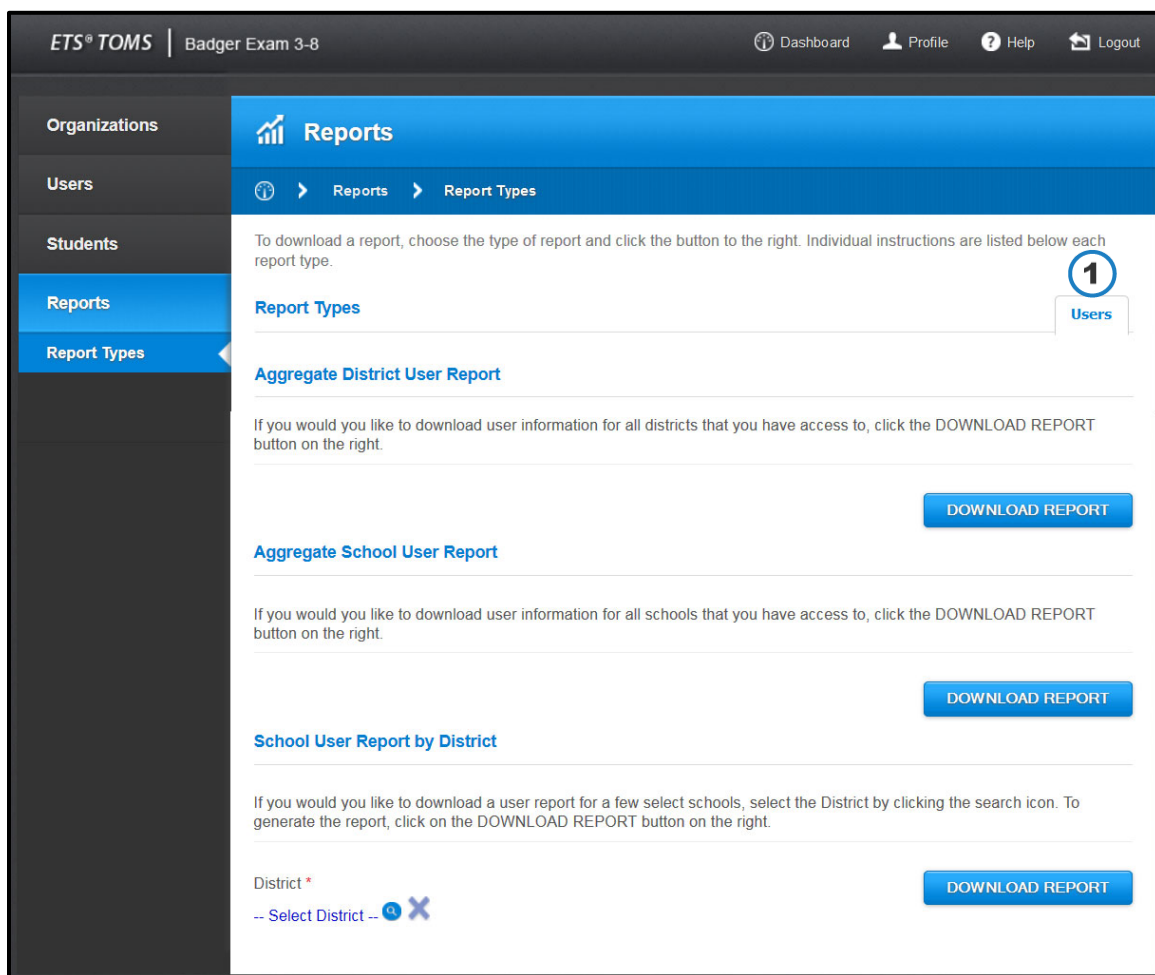 ETS® TOMS | Badger Exam 3-8
Dashboard
Profile
Help
Logout
Organizations
Users
Students
Reports
Report Types
Reports
Reports
Report Types
To download a report, choose the type of report and click the button to the right. Individual instructions are listed below each
report type.
1
Report Types
Users
Aggregate District User Report
If you would you like to download user information for all districts that you have access to, click the DOWNLOAD REPORT
button on the right.
DOWNLOAD REPORT
Aggregate School User Report
If you would you like to download user information for all schools that you have access to, click the DOWNLOAD REPORT
button on the right.
DOWNLOAD REPORT
School User Report by District
If you would you like to download a user report for a few select schools, select the District by clicking the search icon. To
generate the report, click on the DOWNLOAD REPORT button on the right.
District *
DOWNLOAD REPORT
-- Select District --